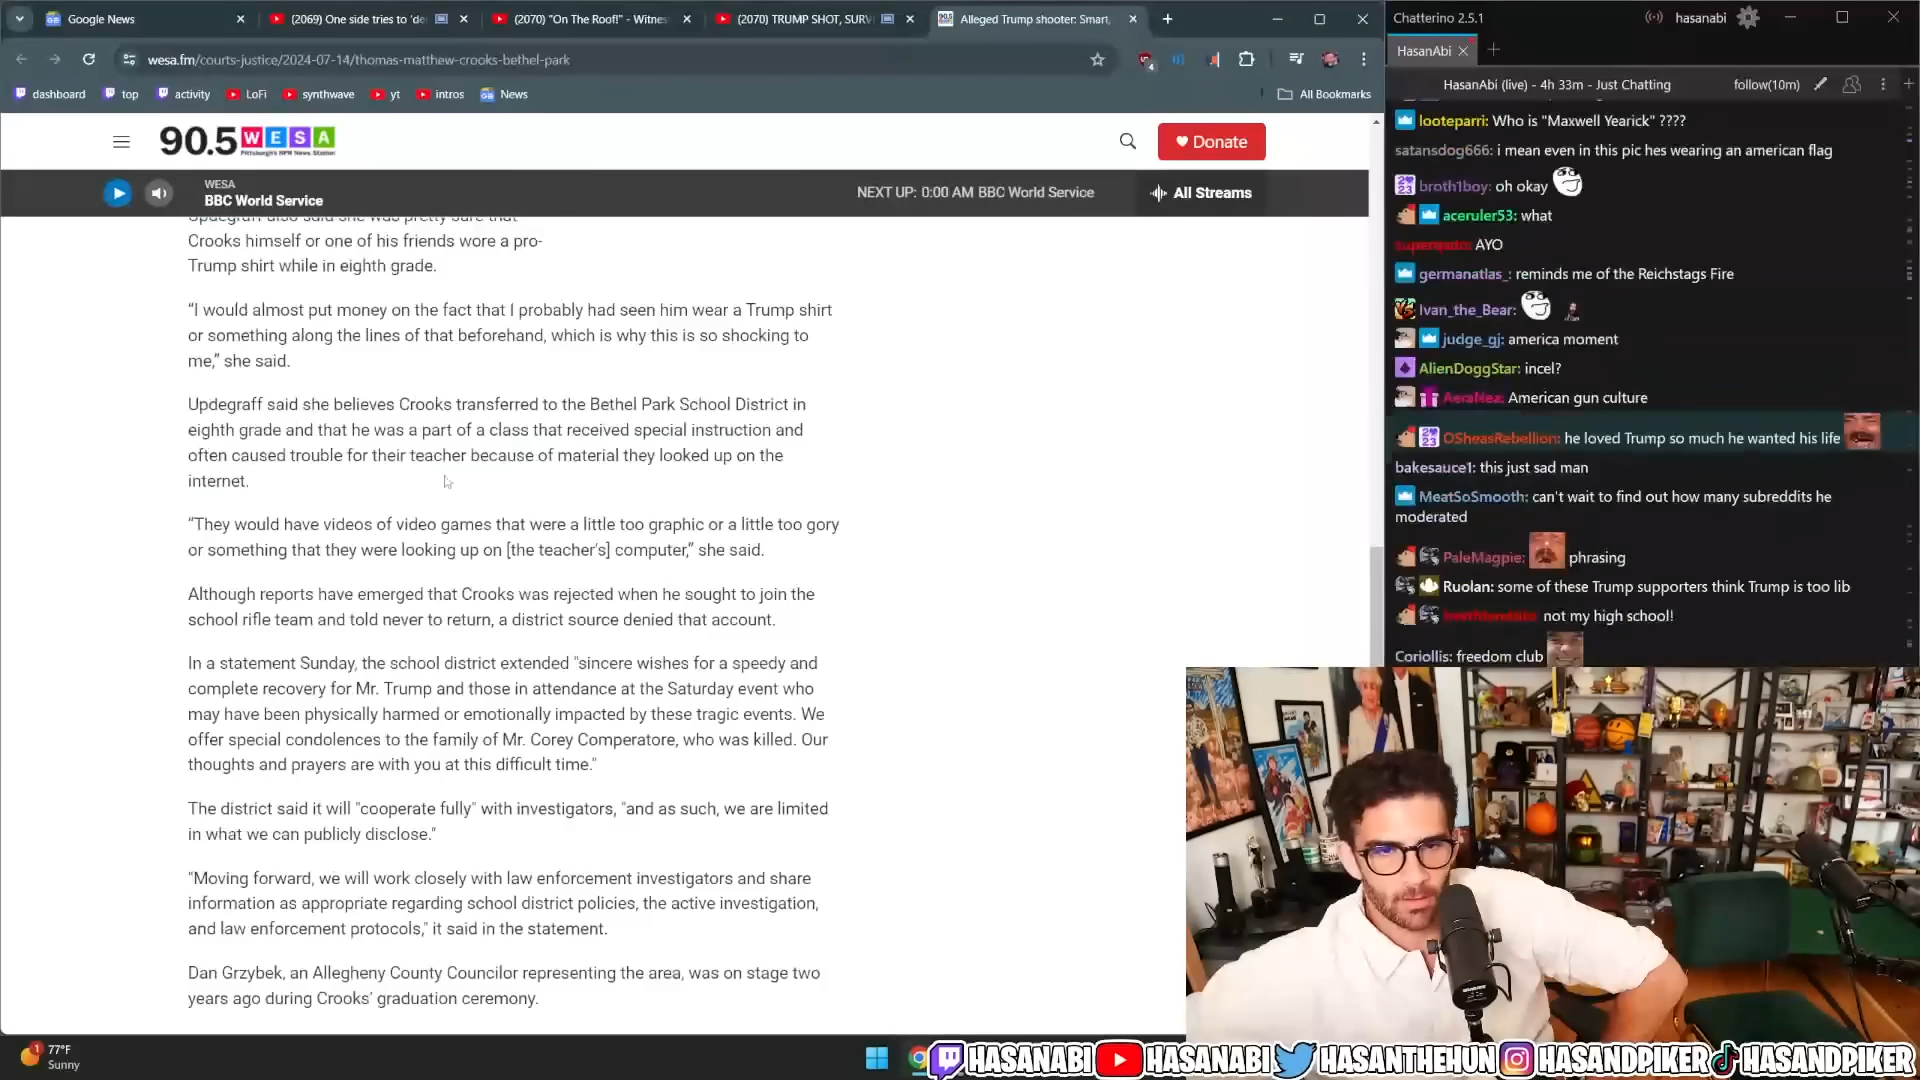 Google News
(2069) One side tries to 'de
(2070) "On The Roof!" - Witnes
(2070) TRUMP SHOT, SURV
Alleged Trump shooter: Smart,
wesa.fm/courts-justice/2024-07-14/thomas-matthew-crooks-bethel-park
4
dashboard
top
activity
LoFi
synthwave
yt
intros
News
All Bookmarks
90.5 WESA
Pittsburgh's NPR News Station
Donate
WESA
BBC World Service
NEXT UP: 0:00 AM BBC World Service
All Streams
Updegraff also said she was pretty sure that
Crooks himself or one of his friends wore a pro-
Trump shirt while in eighth grade.
“I would almost put money on the fact that I probably had seen him wear a Trump shirt
or something along the lines of that beforehand, which is why this is so shocking to
me,” she said.
Updegraff said she believes Crooks transferred to the Bethel Park School District in
eighth grade and that he was a part of a class that received special instruction and
often caused trouble for their teacher because of material they looked up on the
internet.
“They would have videos of video games that were a little too graphic or a little too gory
or something that they were looking up on [the teacher's] computer,” she said.
Although reports have emerged that Crooks was rejected when he sought to join the
school rifle team and told never to return, a district source denied that account.
In a statement Sunday, the school district extended "sincere wishes for a speedy and
complete recovery for Mr. Trump and those in attendance at the Saturday event who
may have been physically harmed or emotionally impacted by these tragic events. We
offer special condolences to the family of Mr. Corey Comperatore, who was killed. Our
thoughts and prayers are with you at this difficult time."
The district said it will "cooperate fully" with investigators, "and as such, we are limited
in what we can publicly disclose."
"Moving forward, we will work closely with law enforcement investigators and share
information as appropriate regarding school district policies, the active investigation,
and law enforcement protocols," it said in the statement.
Dan Grzybek, an Allegheny County Councilor representing the area, was on stage two
years ago during Crooks' graduation ceremony.
1
77°F
Sunny
Chatterino 2.5.1
hasanabi
HasanAbi
HasanAbi (live) - 4h 33m - Just Chatting
follow(10m)
looteparri: Who is "Maxwell Yearick" ????
satansdog666: i mean even in this pic hes wearing an american flag
broth1boy: oh okay
aceruler53: what
AYO
germanatlas_: reminds me of the Reichstags Fire
Ivan_the_Bear:
judge_gj: america moment
AlienDoggStar: incel?
AeraNea: American gun culture
OSheasRebellion: he loved Trump so much he wanted his life
bakesauce1: this just sad man
MeatSoSmooth: can't wait to find out how many subreddits he
moderated
PaleMagpie: phrasing
Ruolan: some of these Trump supporters think Trump is too lib
not my high school!
Coriollis: freedom club
HASANABI HASANABI HASANTHEHUN HASANDPIKER HASANDPIKER